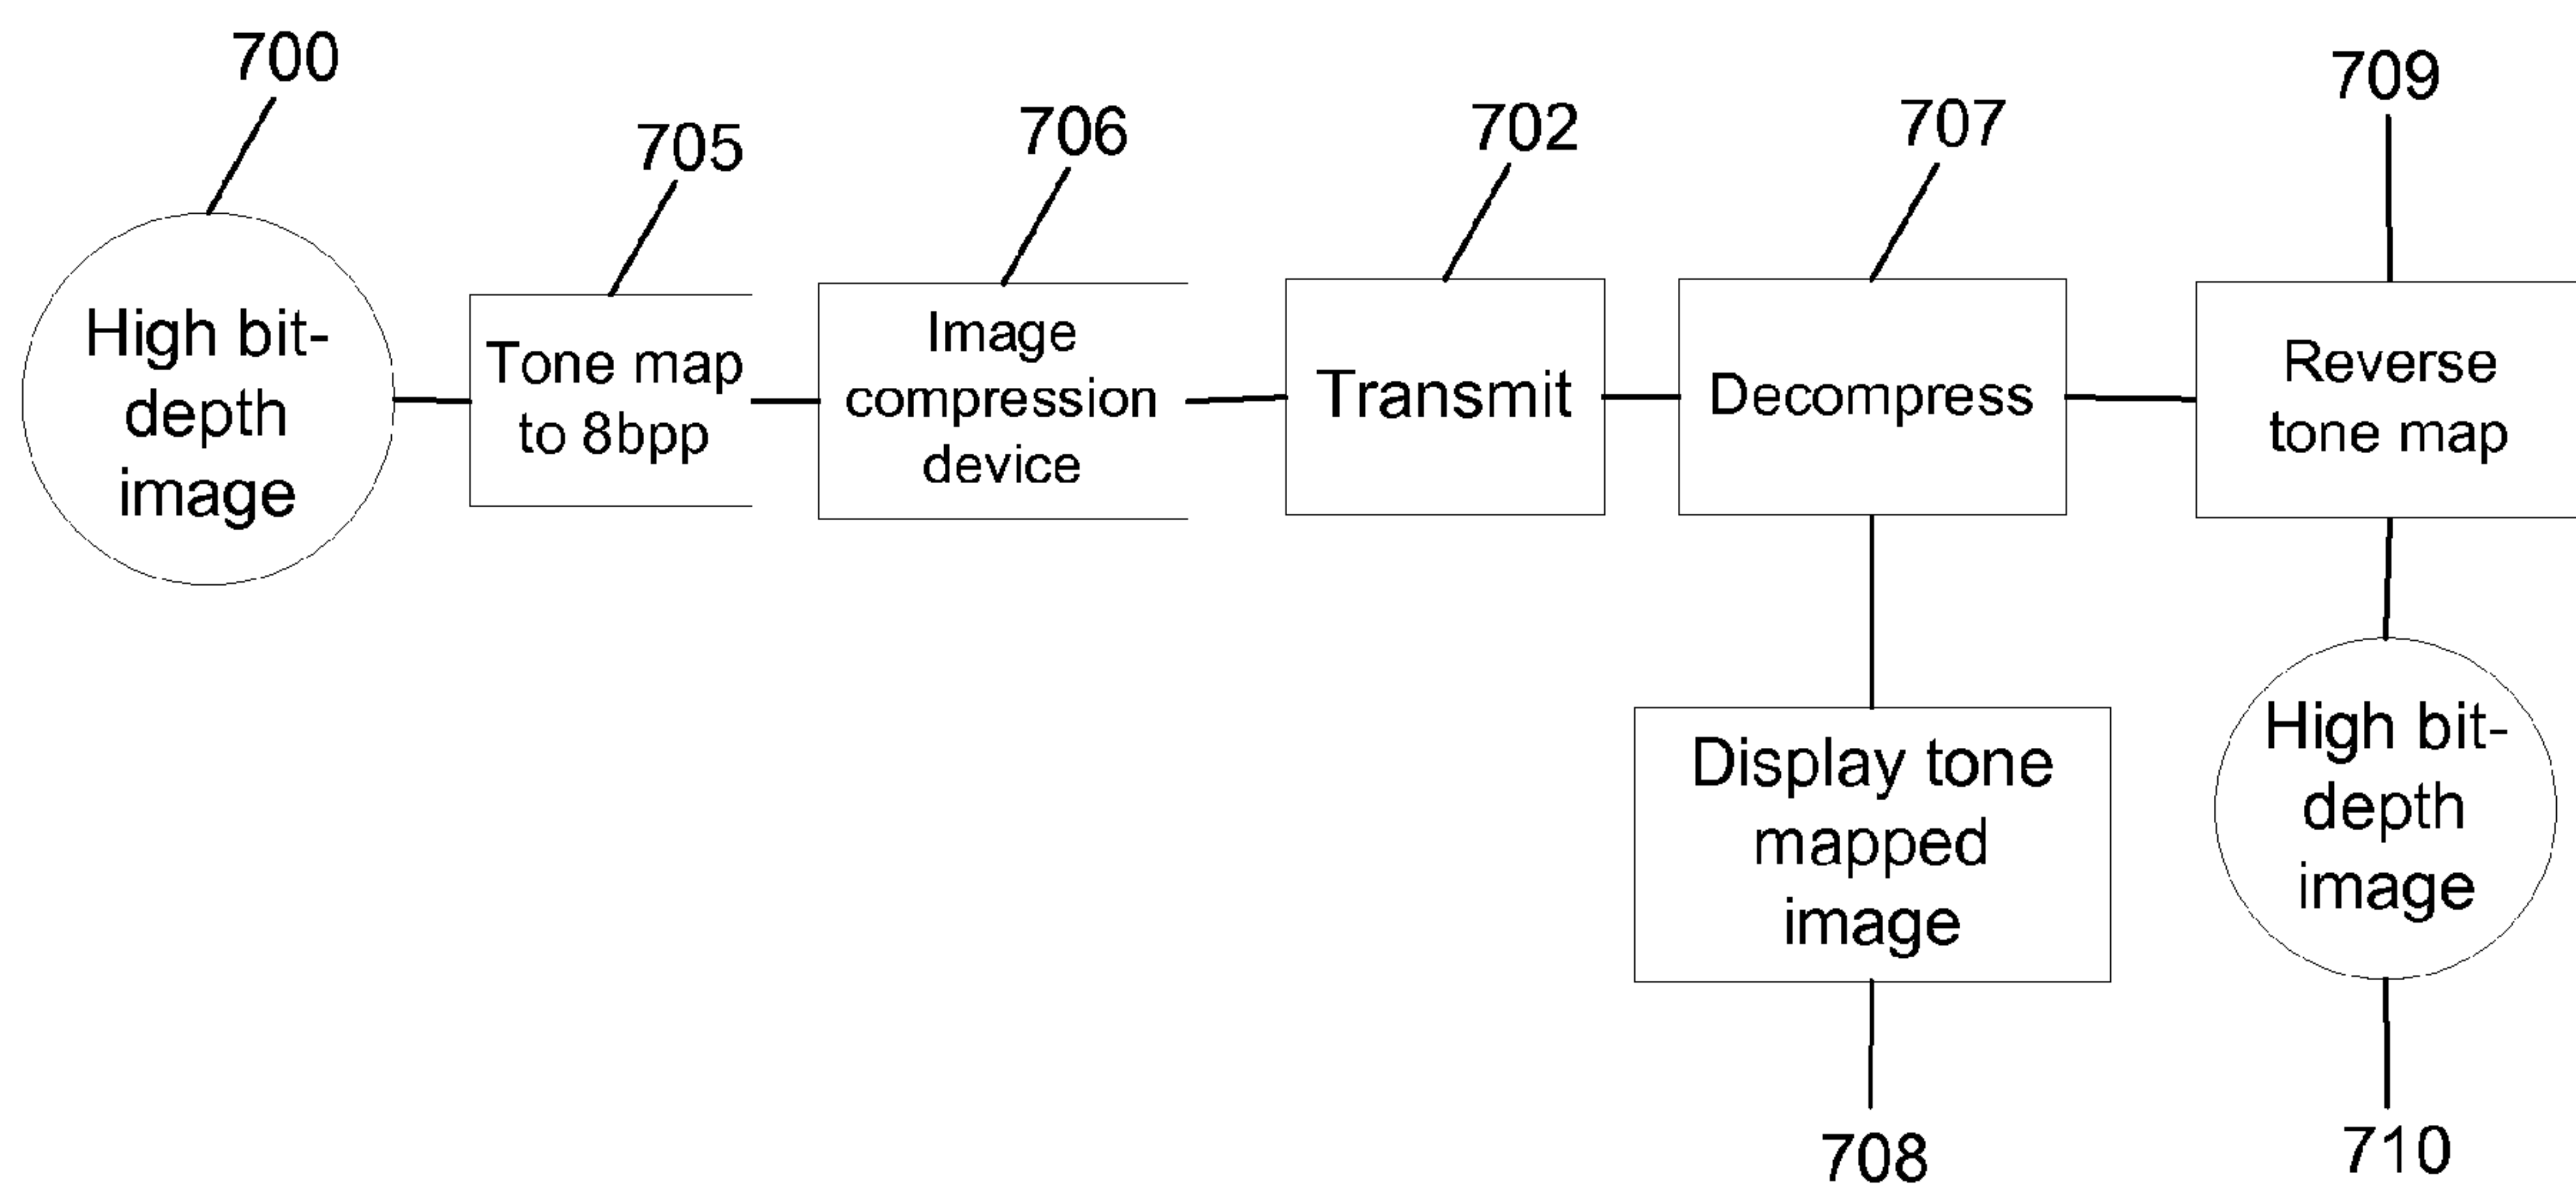 700
705
706
702
707
709
High bit-
depth
image
Tone map
to 8bpp
Image
compression
device
Transmit
Decompress
Reverse
tone map
Display tone
mapped
image
High bit-
depth
image
708
710